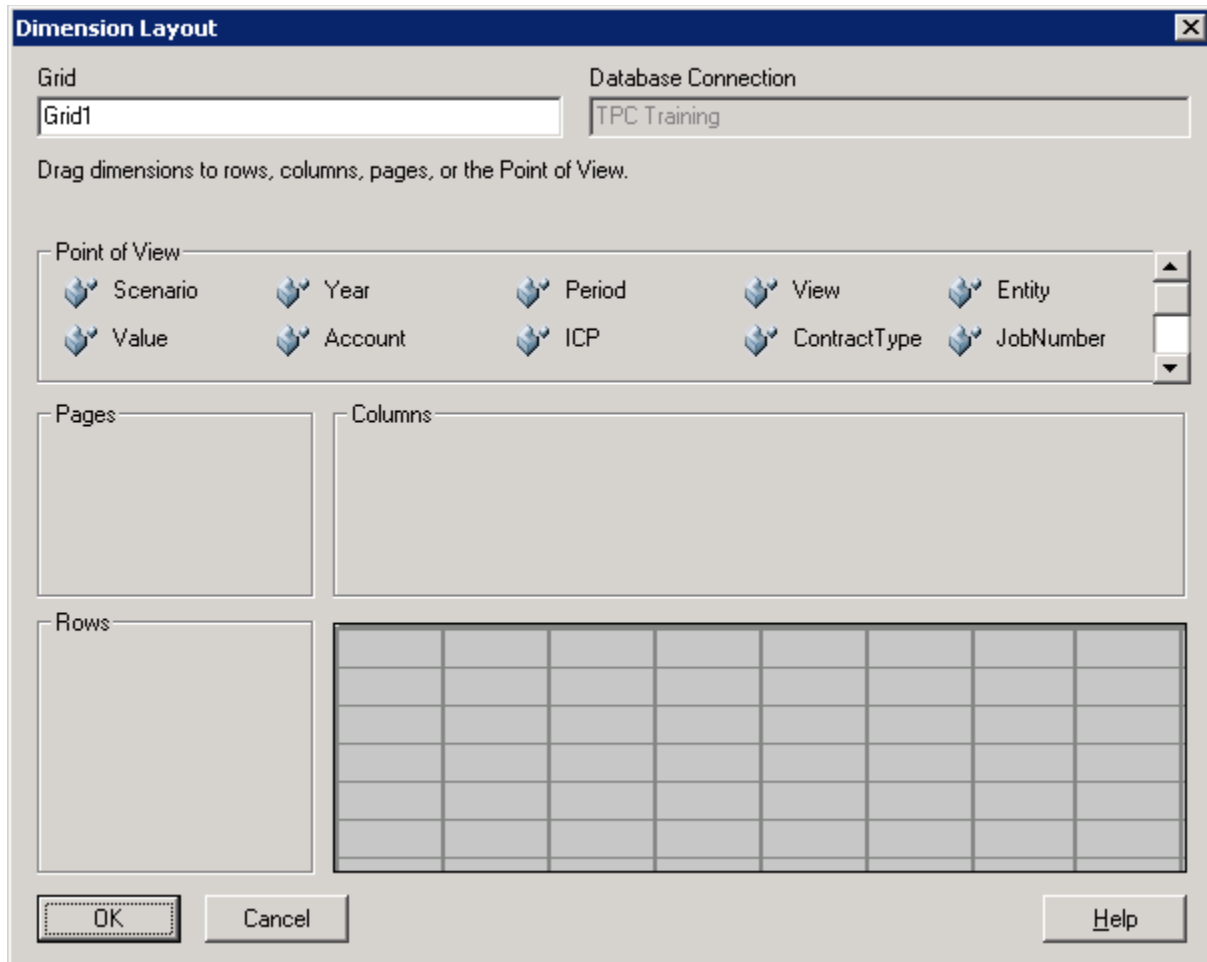 Dimension Layout
Grid Database Connection
Grid1 TPC Training
Drag dimensions to rows, columns, pages, or the Point of View.
Point of View
Scenario Year Period View Entity
Value Account ICP ContractType JobNumber
Pages Columns
Rows
OK Cancel Help